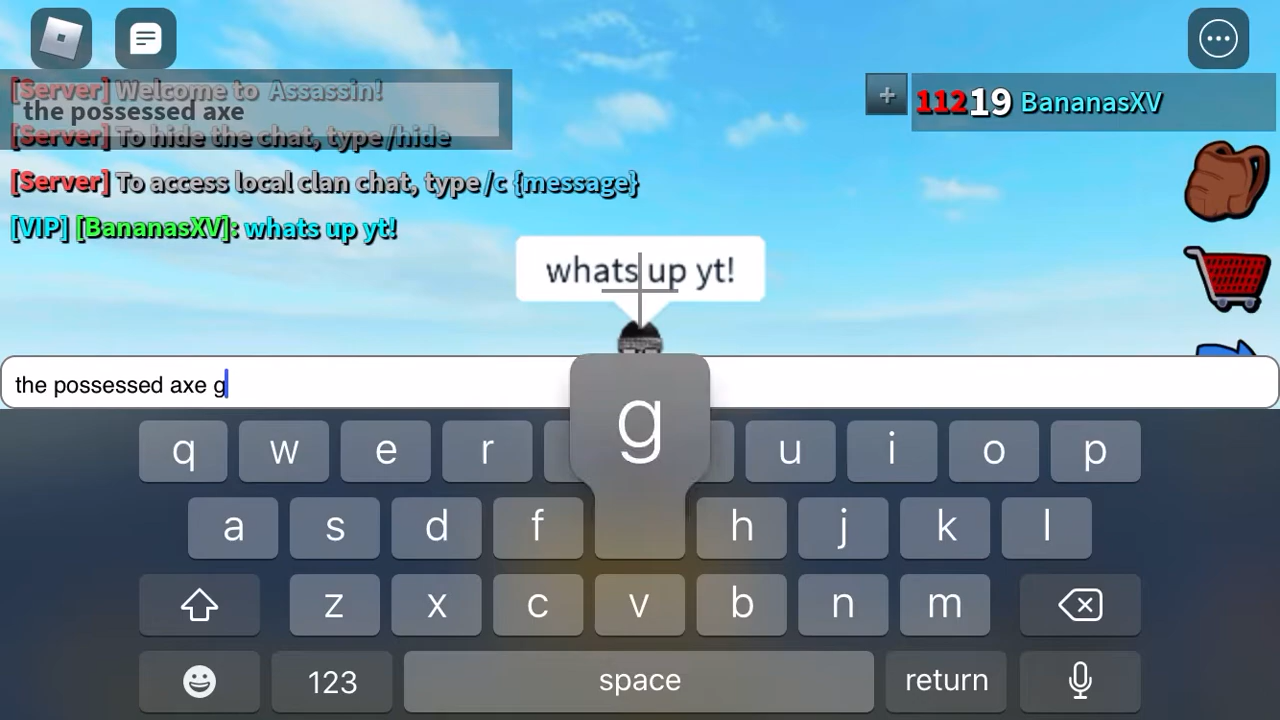 [Server] Welcome to Assassin!
the possessed axe
[Server] To hide the chat, type /hide
[Server] To access local clan chat, type /c {message}
[VIP] [BananasXV]: whats up yt!
11219 BananasXV
whats up yt!
the possessed axe g
g
q w e r u i o p
a s d f h j k l
z x c v b n m
123 space return